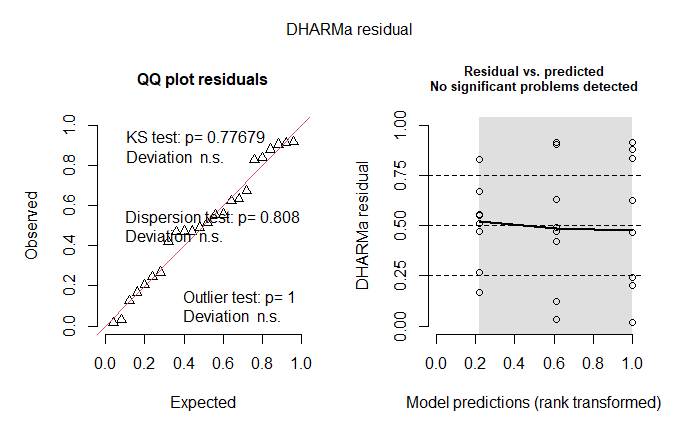 DHARMa residual
QQ plot residuals
KS test: p= 0.77679
Deviation n.s.
Dispersion test: p= 0.808
Deviation n.s.
Outlier test: p= 1
Deviation n.s.
Observed
0.0 0.2 0.4 0.6 0.8 1.0
0.0 0.2 0.4 0.6 0.8 1.0
Expected
Residual vs. predicted
No significant problems detected
DHARMa residual
0.00 0.25 0.50 0.75 1.00
0.0 0.2 0.4 0.6 0.8 1.0
Model predictions (rank transformed)